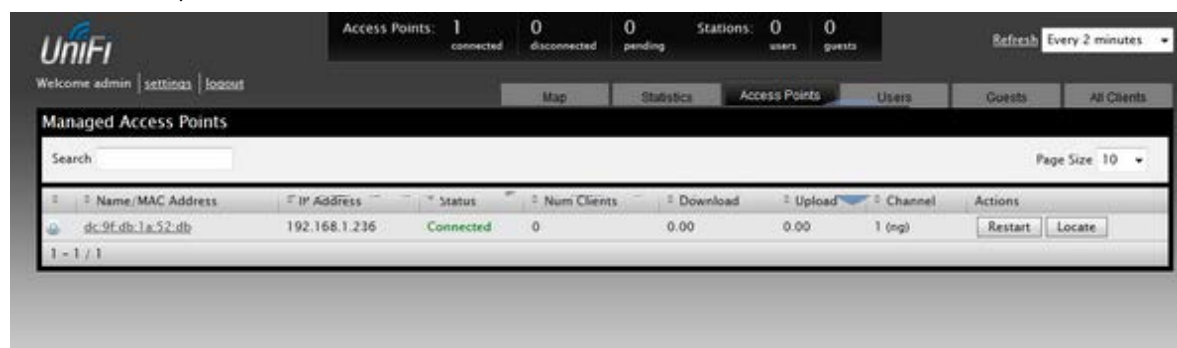 Access Points: 1 0 0 Stations: 0 0
connected disconnected pending users guests
UniFi
Refresh Every 2 minutes
Welcome admin | settings | logout
Map Statistics Access Points Users Guests All Clients
Managed Access Points
Search
Page Size 10
Name/MAC Address IP Address Status Num Clients Download Upload Channel Actions
dc:9f:db:1a:52:db 192.168.1.236 Connected 0 0.00 0.00 1 (ng) Restart Locate
1 - 1 / 1